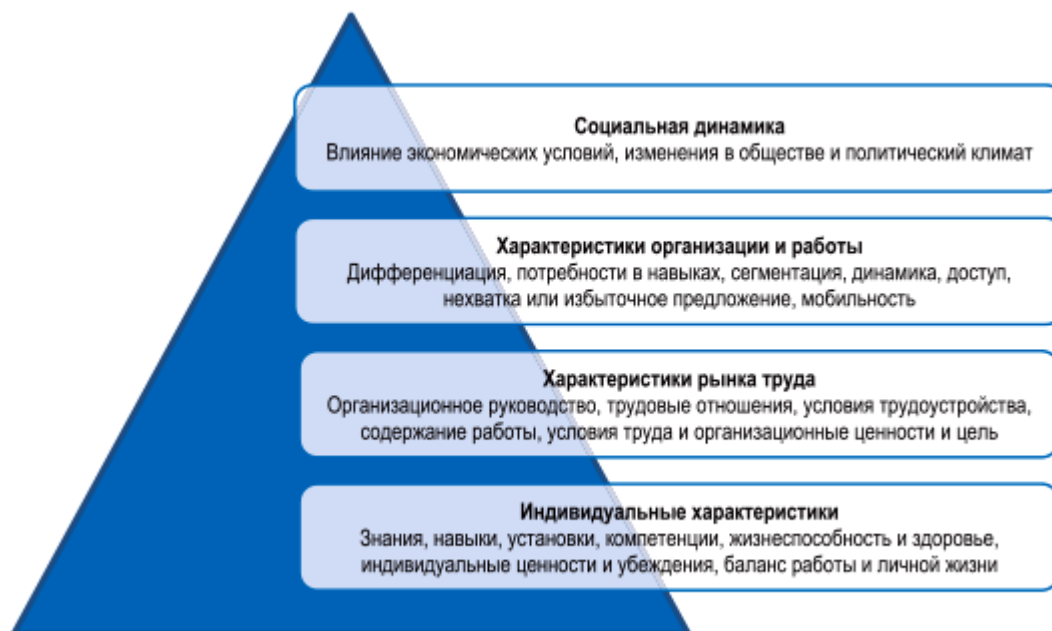 Социальная динамика
Влияние экономических условий, изменения в обществе и политический климат
Характеристики организации и работы
Дифференциация, потребности в навыках, сегментация, динамика, доступ,
нехватка или избыточное предложение, мобильность
Характеристики рынка труда
Организационное руководство, трудовые отношения, условия трудоустройства,
содержание работы, условия труда и организационные ценности и цель
Индивидуальные характеристики
Знания, навыки, установки, компетенции, жизнеспособность и здоровье,
индивидуальные ценности и убеждения, баланс работы и личной жизни